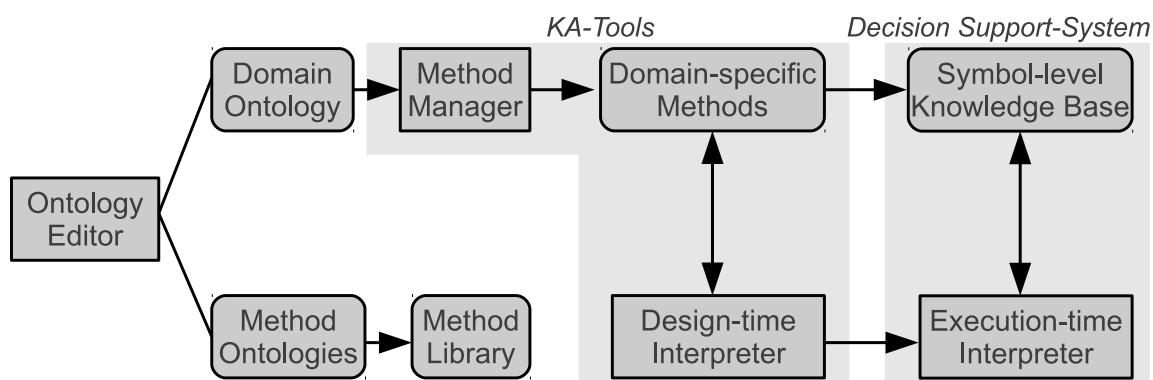 KA-Tools
Decision Support-System
Domain
Ontology
Method
Manager
Domain-specific
Methods
Symbol-level
Knowledge Base
Ontology
Editor
Method
Ontologies
Method
Library
Design-time
Interpreter
Execution-time
Interpreter